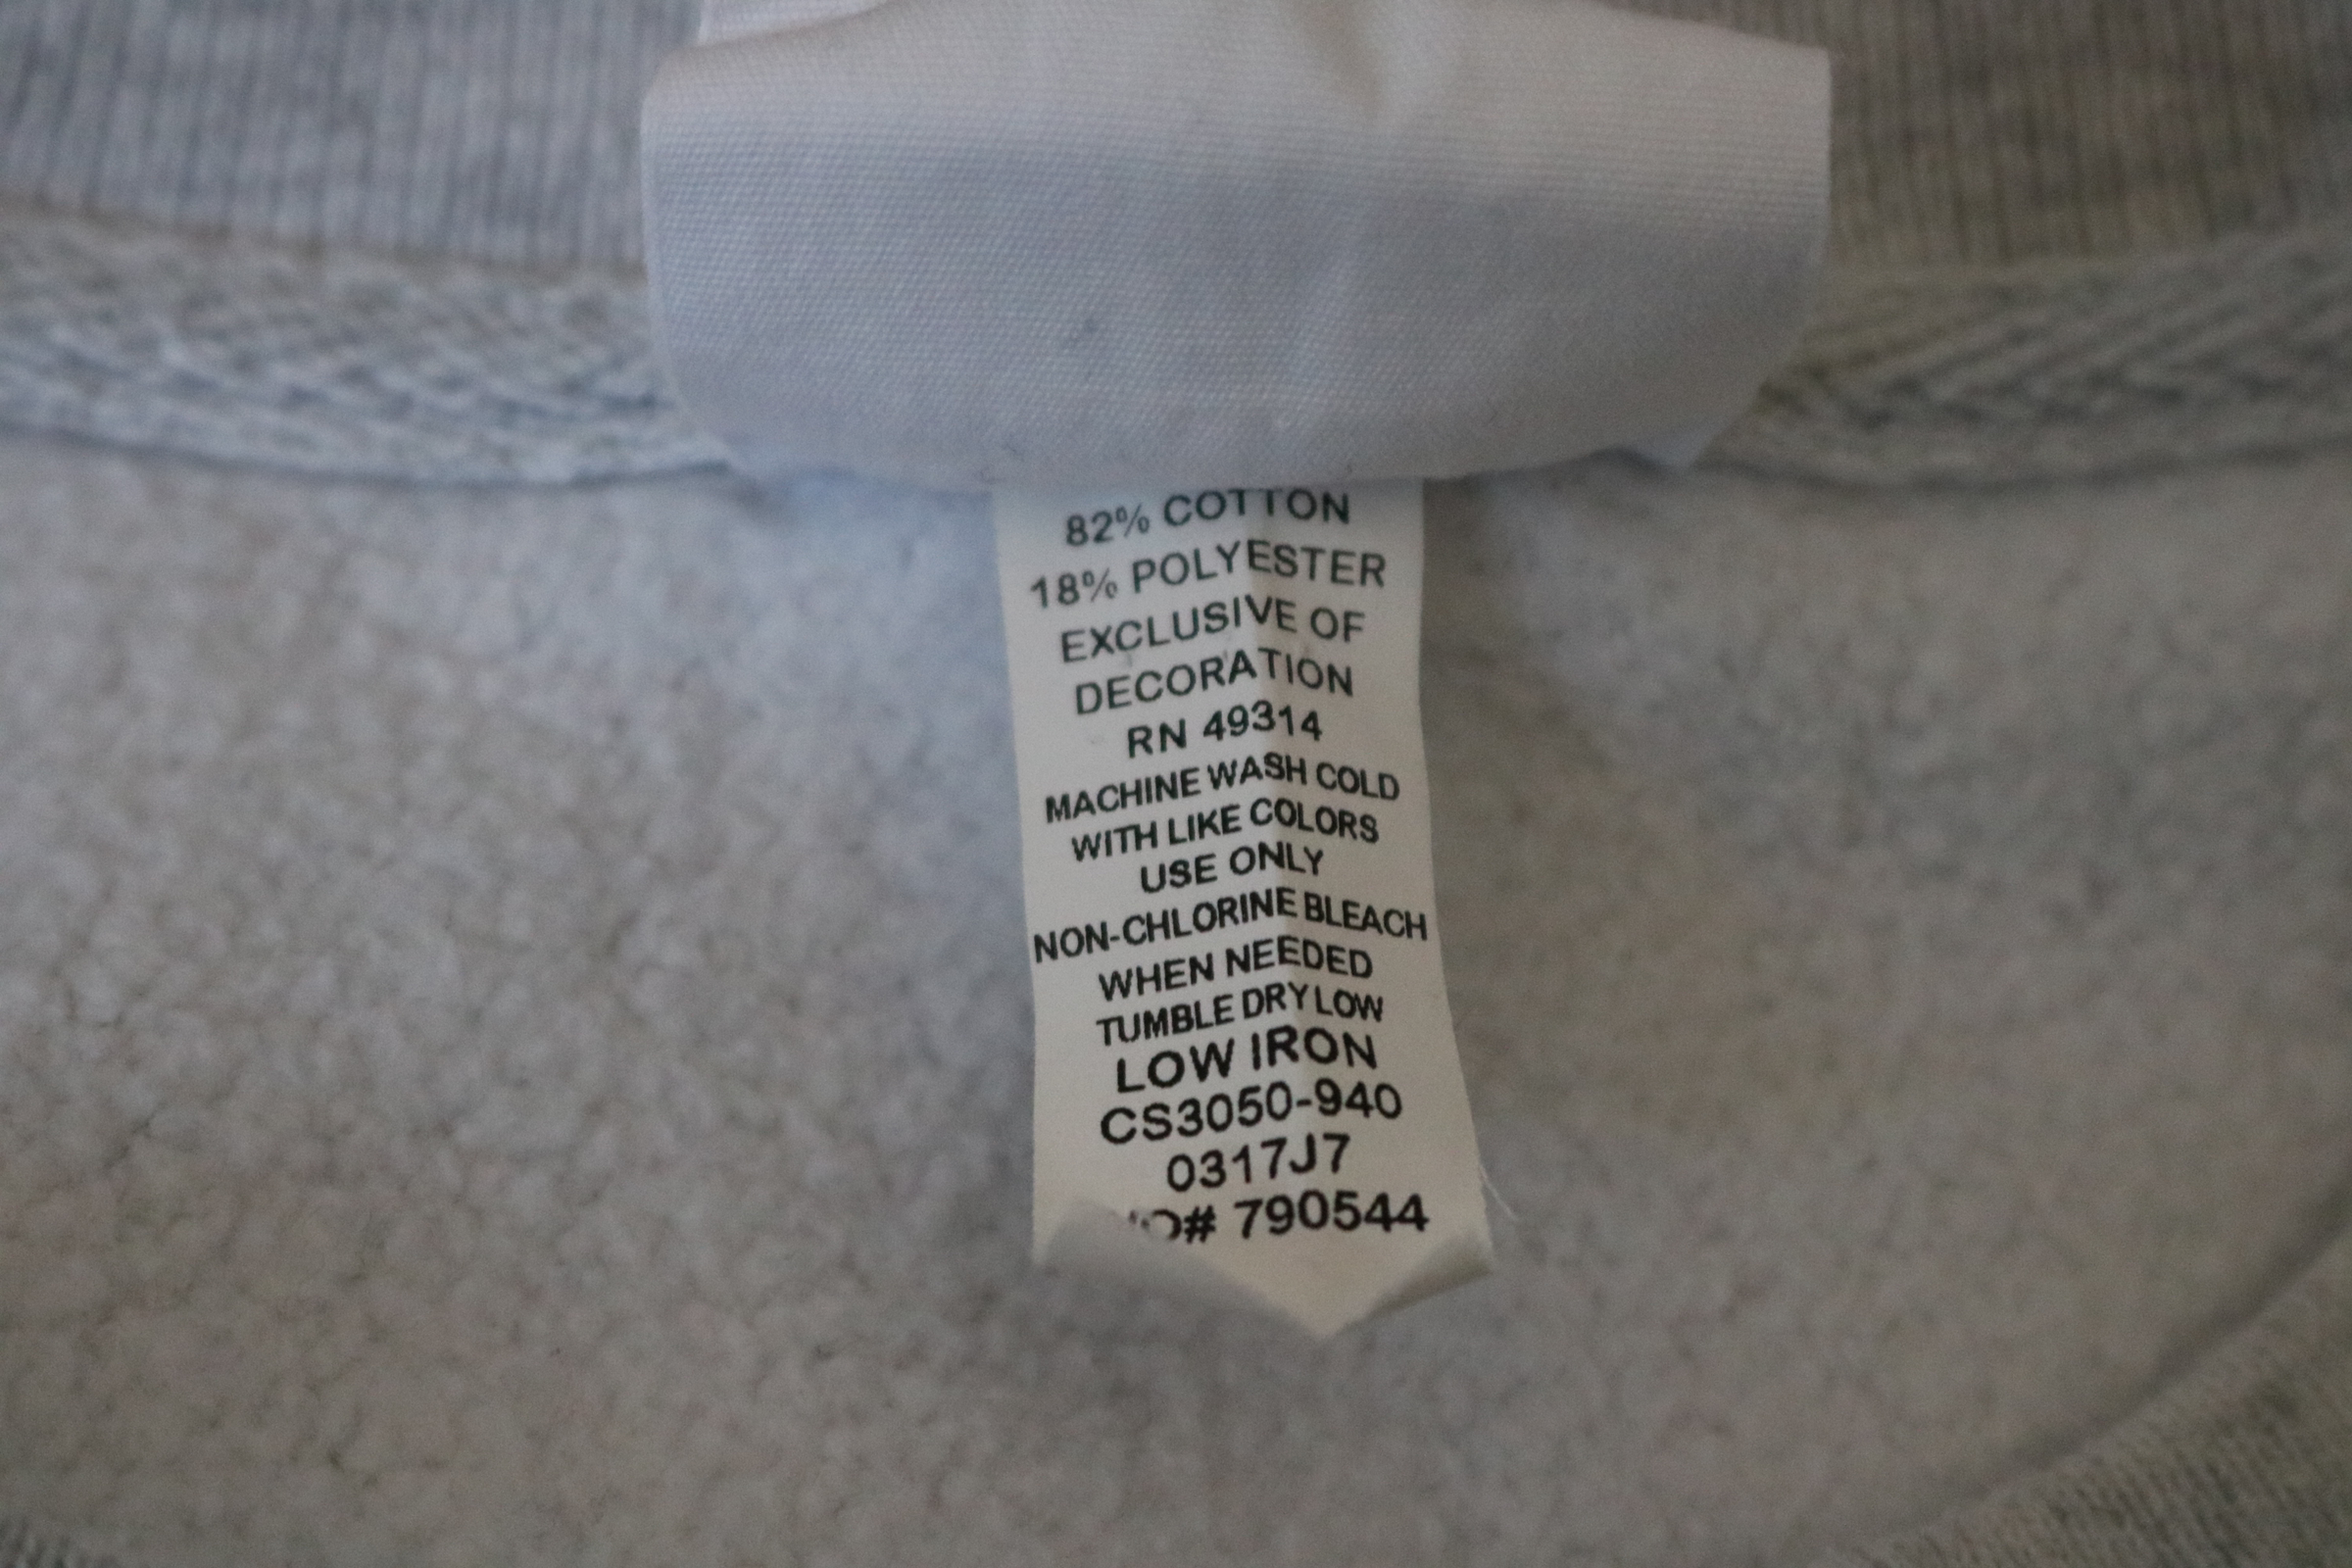 82% COTTON
18% POLYESTER
EXCLUSIVE OF
DECORATION
RN 49314
MACHINE WASH COLD
WITH LIKE COLORS
USE ONLY
NON-CHLORINE BLEACH
WHEN NEEDED
TUMBLE DRY LOW
LOW IRON
CS3050-940
0317J7
790544